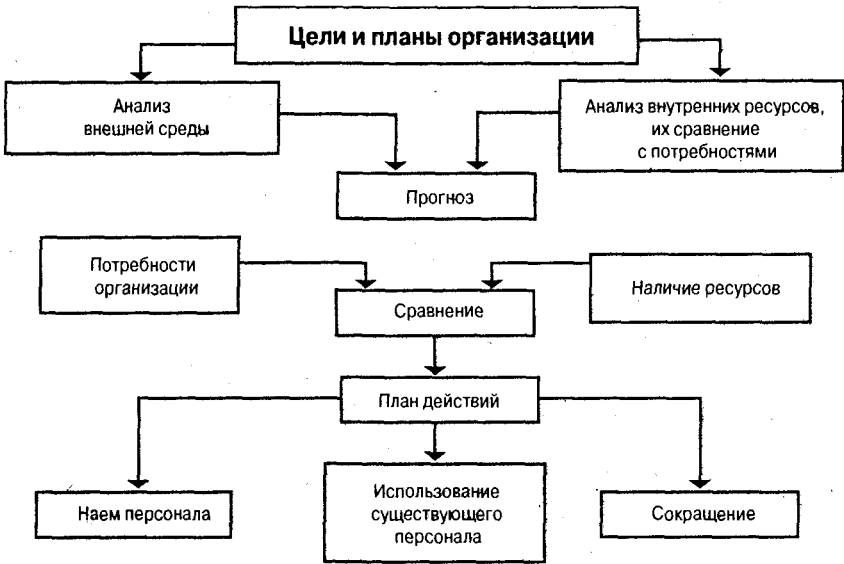 Цели и планы организации
Анализ
внешней среды
Анализ внутренних ресурсов,
их сравнение
с потребностями
Прогноз
Потребности
организации
Наличие ресурсов
Сравнение
План действий
Наем персонала
Использование
существующего
персонала
Сокращение